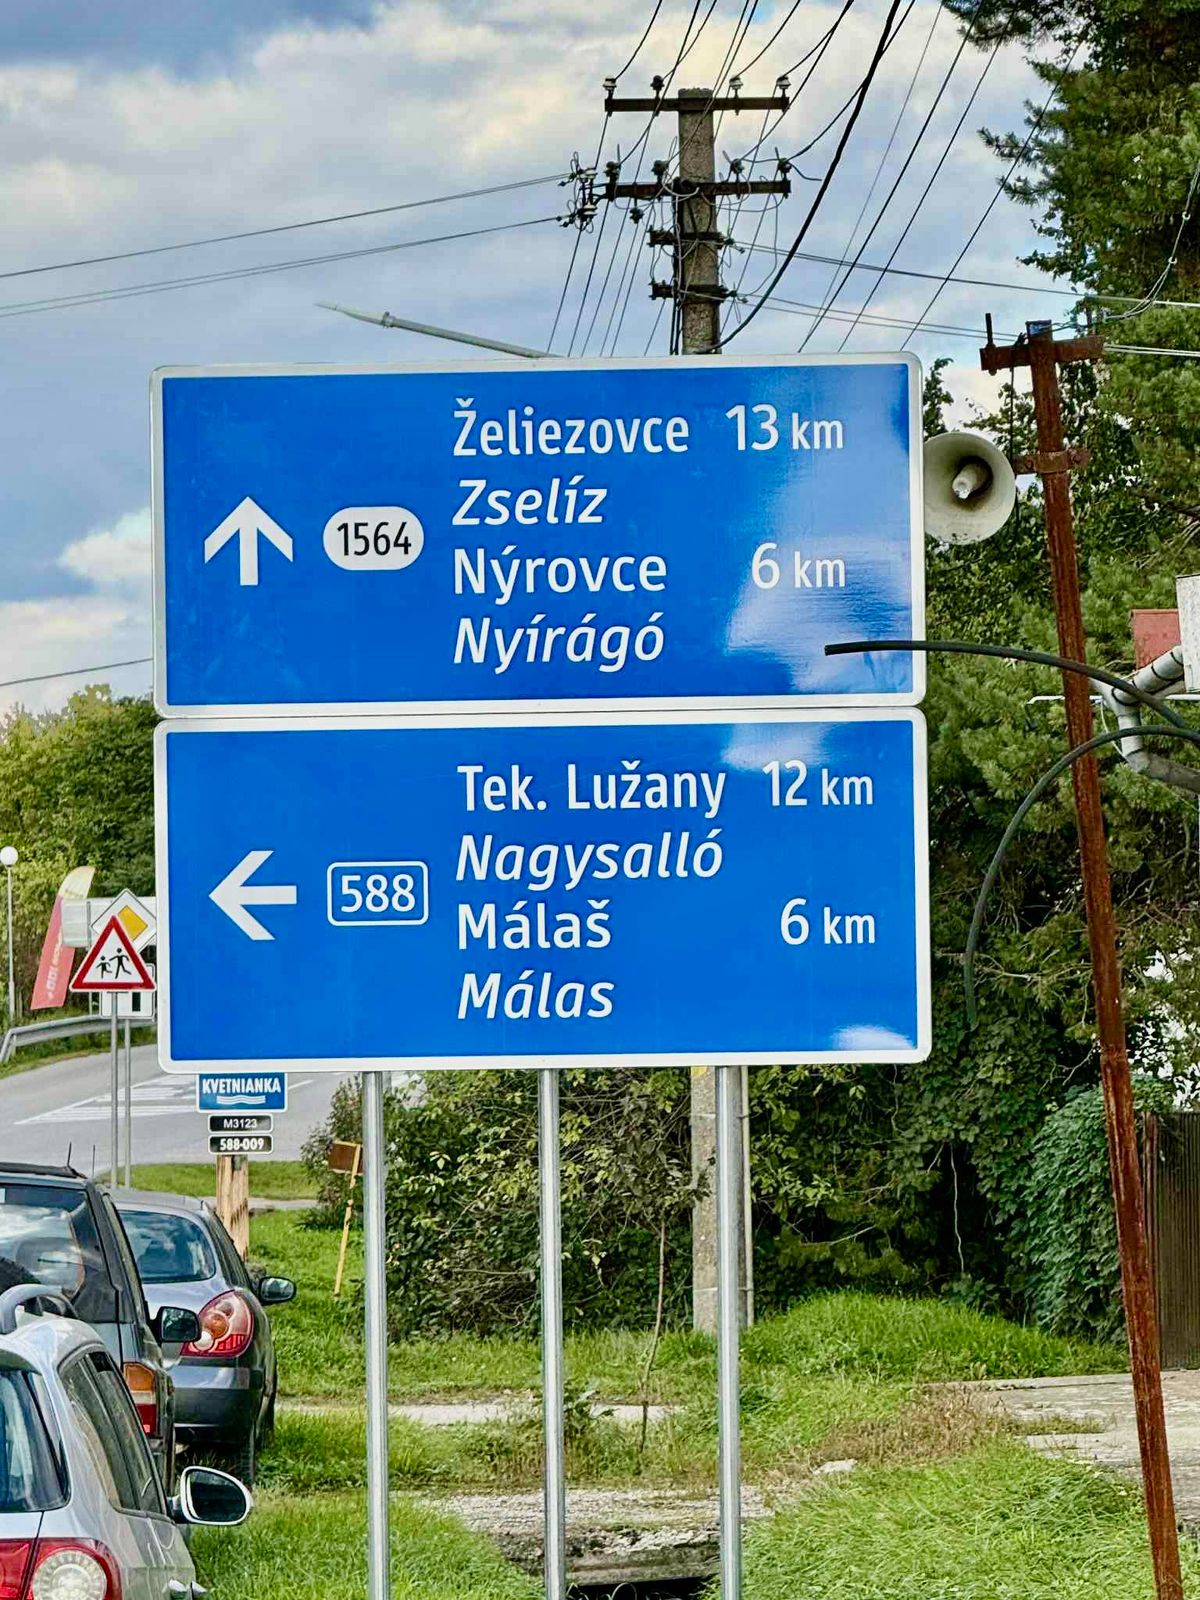 Želiezovce 13 km
Zselíz
1564
Nýrovce 6 km
Nyírágó
Tek. Lužany 12 km
Nagysalló
588
Málaš 6 km
Málas
KVETNIANKA
M3123
588-009